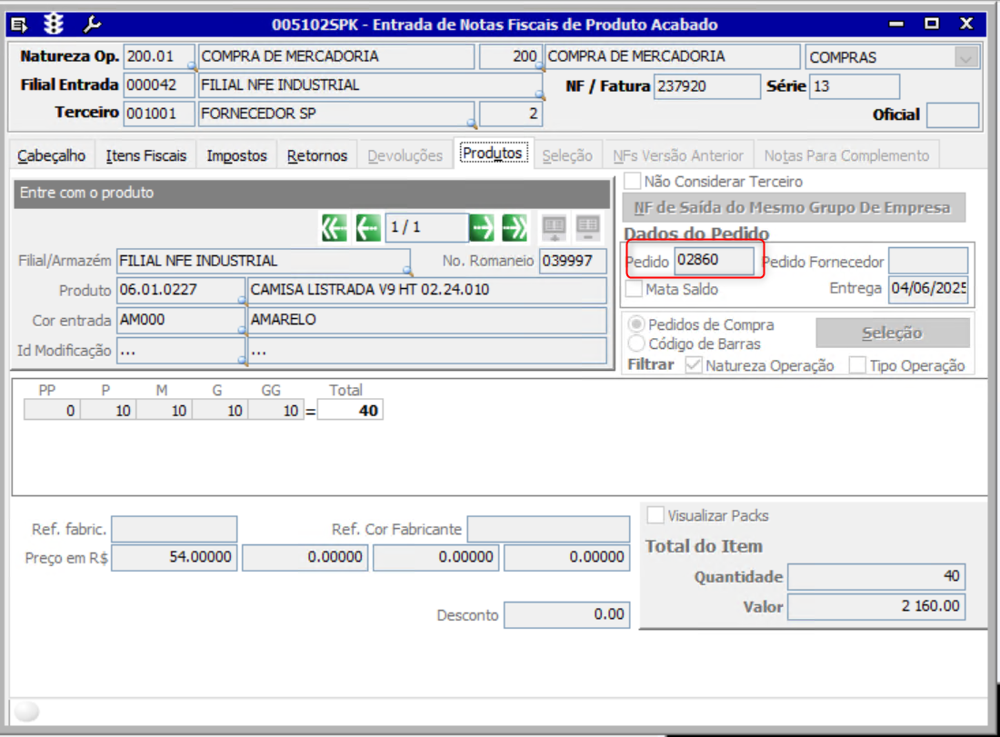 005102SPK - Entrada de Notas Fiscais de Produto Acabado
Natureza Op. 200.01 COMPRA DE MERCADORIA 200 COMPRA DE MERCADORIA COMPRAS
Filial Entrada 000042 FILIAL NFE INDUSTRIAL NF / Fatura 237920 Série 13
Terceiro 001001 FORNECEDOR SP 2 Oficial
Cabeçalho Itens Fiscais Impostos Retornos Devoluções Produtos Seleção NFs Versão Anterior Notas Para Complemento
Entre com o produto
1 / 1
Filial/Armazém FILIAL NFE INDUSTRIAL No. Romaneio 039997
Produto 06.01.0227 CAMISA LISTRADA V9 HT 02.24.010
Cor entrada AM000 AMARELO
Id Modificação ... ...
Não Considerar Terceiro
NF de Saída do Mesmo Grupo De Empresa
Dados do Pedido
Pedido 02860 Pedido Fornecedor
Mata Saldo Entrega 04/06/2025
Pedidos de Compra
Código de Barras
Seleção
Filtrar Natureza Operação Tipo Operação
PP P M G GG Total
0 10 10 10 10 = 40
Ref. fabric. Ref. Cor Fabricante
Preço em R$ 54.00000 0.00000 0.00000 0.00000
Desconto 0.00
Visualizar Packs
Total do Item
Quantidade 40
Valor 2 160.00